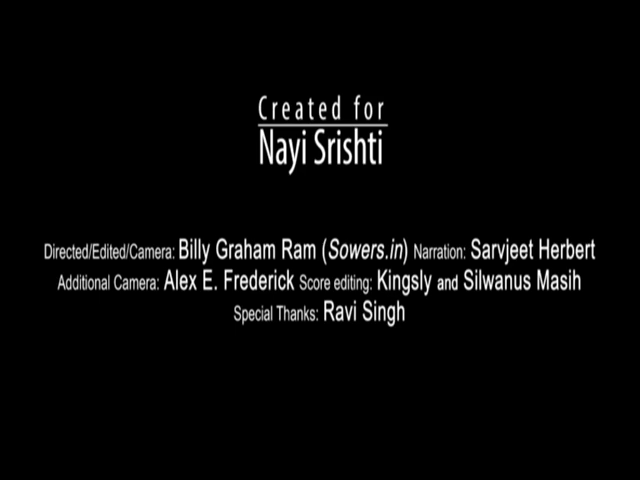 Created for
Nayi Srishti
Directed/Edited/Camera: Billy Graham Ram (Sowers.in) Narration: Sarvjeet Herbert
Additional Camera: Alex E. Frederick Score editing: Kingsly and Silwanus Masih
Special Thanks: Ravi Singh